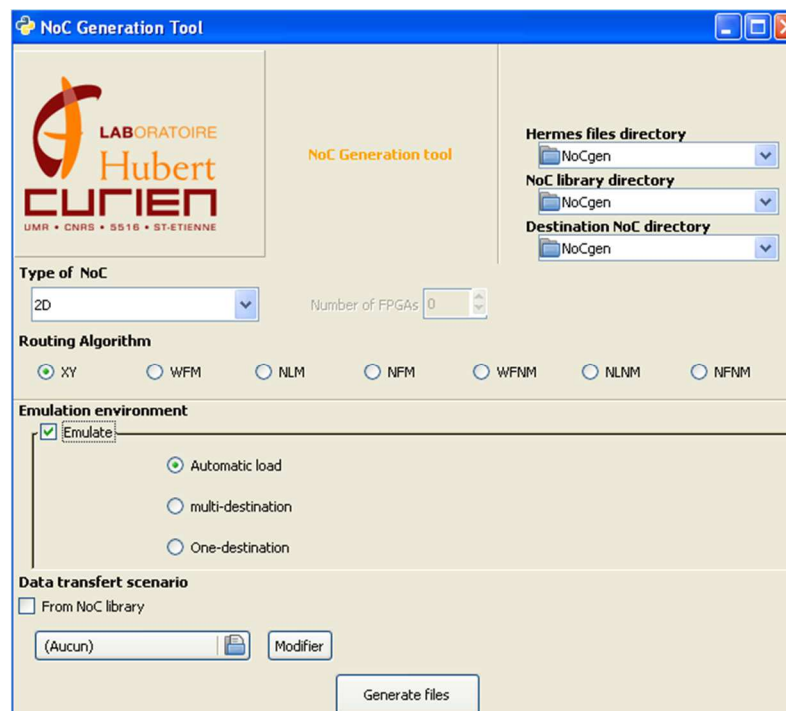 NoC Generation Tool
LABORATOIRE
Hubert
CURIEN
UMR • CNRS • 5516 • ST-ETIENNE
NoC Generation tool
Hermes files directory
NoCgen
NoC library directory
NoCgen
Destination NoC directory
NoCgen
Type of NoC
2D
Number of FPGAs 0
Routing Algorithm
XY WFM NLM NFM WFNM NLNM NFNM
Emulation environment
Emulate
Automatic load
multi-destination
One-destination
Data transfert scenario
From NoC library
(Aucun) Modifier
Generate files